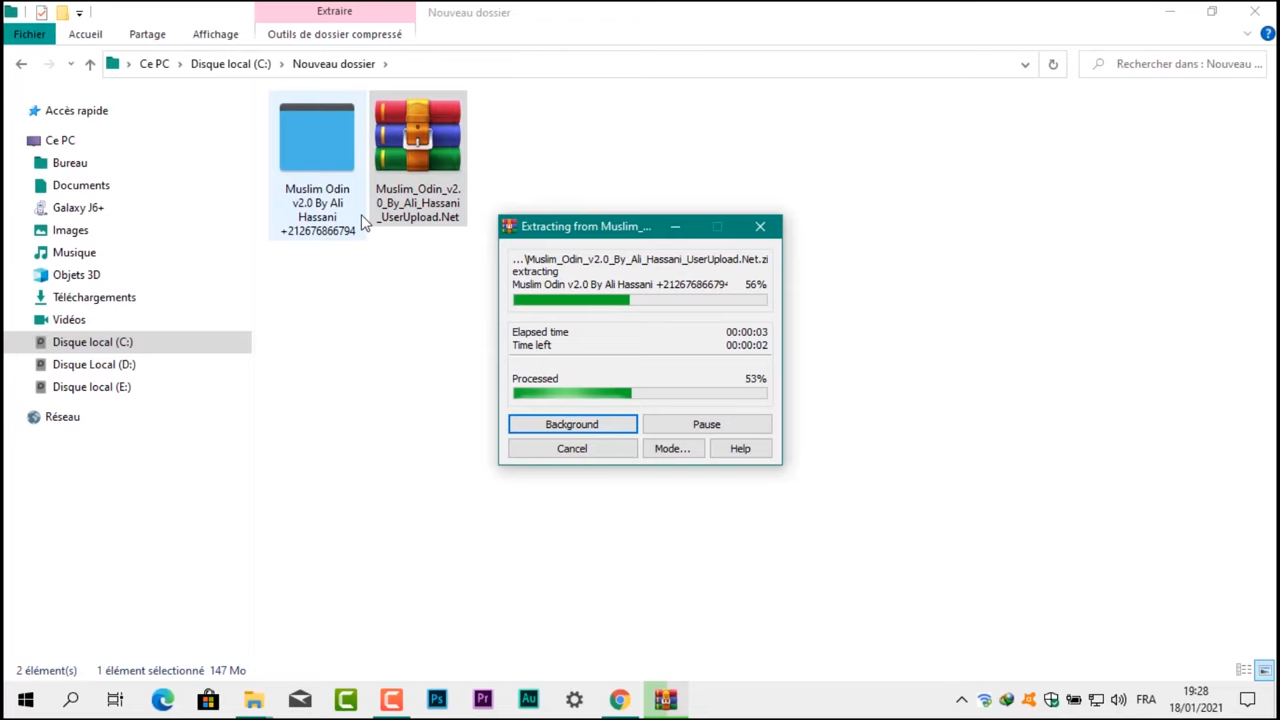 Extraire
Nouveau dossier
Fichier
Accueil
Partage
Affichage
Outils de dossier compressé
Ce PC
Disque local (C:)
Nouveau dossier
Rechercher dans : Nouveau ...
Accès rapide
Ce PC
Bureau
Documents
Galaxy J6+
Images
Musique
Objets 3D
Téléchargements
Vidéos
Disque local (C:)
Disque Local (D:)
Disque local (E:)
Réseau
Muslim Odin
v2.0 By Ali
Hassani
+212676866794
Muslim_Odin_v2.
0_By_Ali_Hassani
_UserUpload.Net
Extracting from Muslim_...
...\Muslim_Odin_v2.0_By_Ali_Hassani_UserUpload.Net.zi
extracting
Muslim Odin v2.0 By Ali Hassani +21267686679 56%
Elapsed time 00:00:03
Time left 00:00:02
Processed 53%
Background
Pause
Cancel
Mode...
Help
2 élément(s) 1 élément sélectionné 147 Mo
Ps
Pr
Au
FRA
19:28
18/01/2021